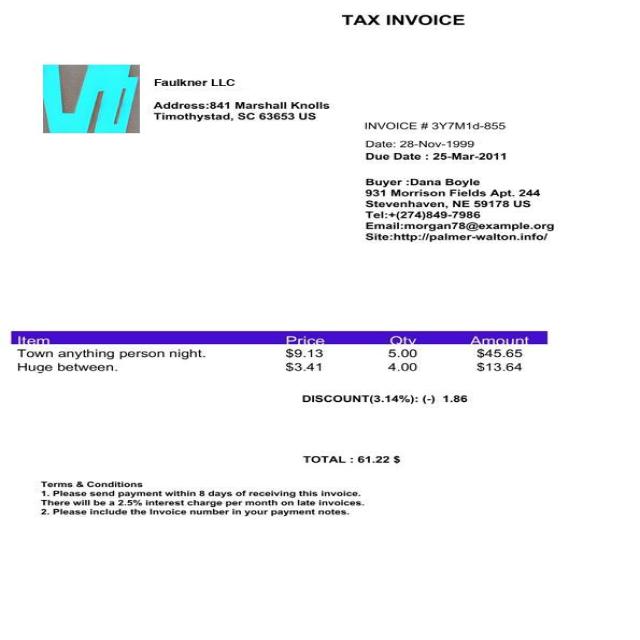 TAX INVOICE
Faulkner LLC
Address:841 Marshall Knolls
Timothystad, SC 63653 US
INVOICE # 3Y7M1d-855
Date: 28-Nov-1999
Due Date : 25-Mar-2011
Buyer :Dana Boyle
931 Morrison Fields Apt. 244
Stevenhaven, NE 59178 US
Tel:+(274)849-7986
Email:morgan78@example.org
Site:http://palmer-walton.info/
Item Price Qty Amount
Town anything person night. $9.13 5.00 $45.65
Huge between. $3.41 4.00 $13.64
DISCOUNT(3.14%): (-) 1.86
TOTAL : 61.22 $
Terms & Conditions
1. Please send payment within 8 days of receiving this invoice.
There will be a 2.5% interest charge per month on late invoices.
2. Please include the Invoice number in your payment notes.